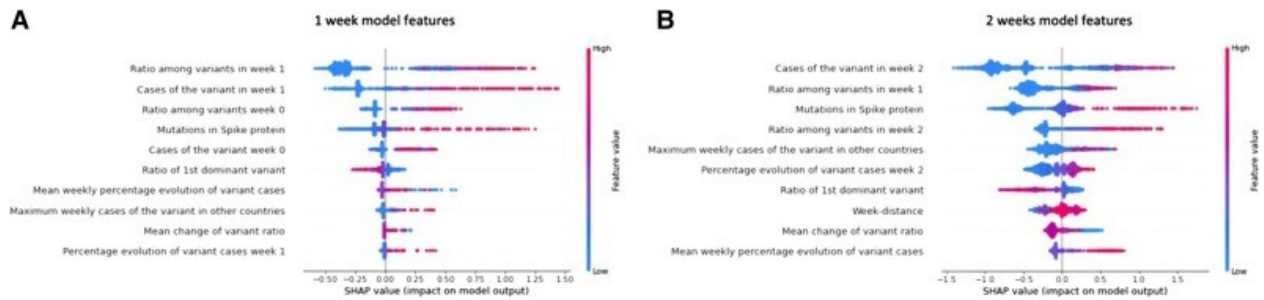 A
1 week model features
High
Ratio among variants in week 1
Cases of the variant in week 1
Ratio among variants week 0
Mutations in Spike protein
Cases of the variant week 0
Ratio of 1st dominant variant
Mean weekly percentage evolution of variant cases
Maximum weekly cases of the variant in other countries
Mean change of variant ratio
Percentage evolution of variant cases week 1
Feature value
Low
−0.50 −0.25 0.00 0.25 0.50 0.75 1.00 1.25 1.50
SHAP value (impact on model output)
B
2 weeks model features
High
Cases of the variant in week 2
Ratio among variants in week 1
Mutations in Spike protein
Ratio among variants in week 2
Maximum weekly cases of the variant in other countries
Percentage evolution of variant cases week 2
Ratio of 1st dominant variant
Week-distance
Mean change of variant ratio
Mean weekly percentage evolution of variant cases
Feature value
Low
−1.5 −1.0 −0.5 0.0 0.5 1.0 1.5
SHAP value (impact on model output)